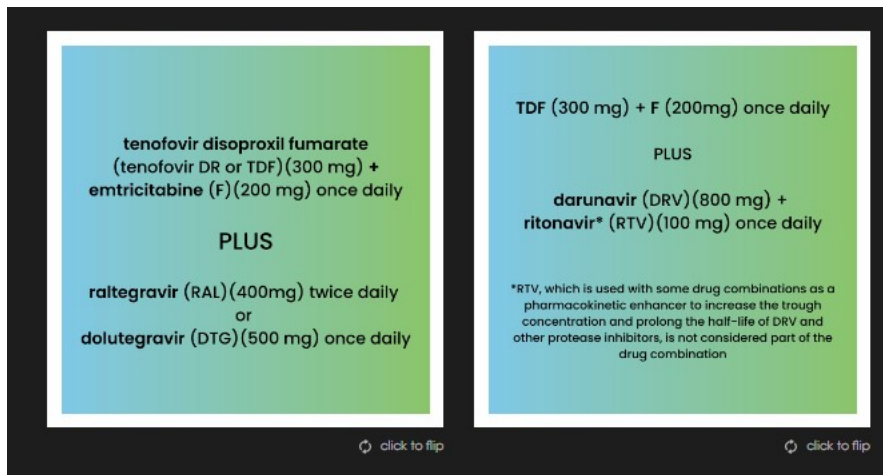 tenofovir disoproxil fumarate
(tenofovir DR or TDF)(300 mg) +
emtricitabine (F)(200 mg) once daily
PLUS
raltegravir (RAL)(400mg) twice daily
or
dolutegravir (DTG)(500 mg) once daily
click to flip
TDF (300 mg) + F (200mg) once daily
PLUS
darunavir (DRV)(800 mg) +
ritonavir* (RTV)(100 mg) once daily
*RTV, which is used with some drug combinations as a
pharmacokinetic enhancer to increase the trough
concentration and prolong the half-life of DRV and
other protease inhibitors, is not considered part of the
drug combination
click to flip